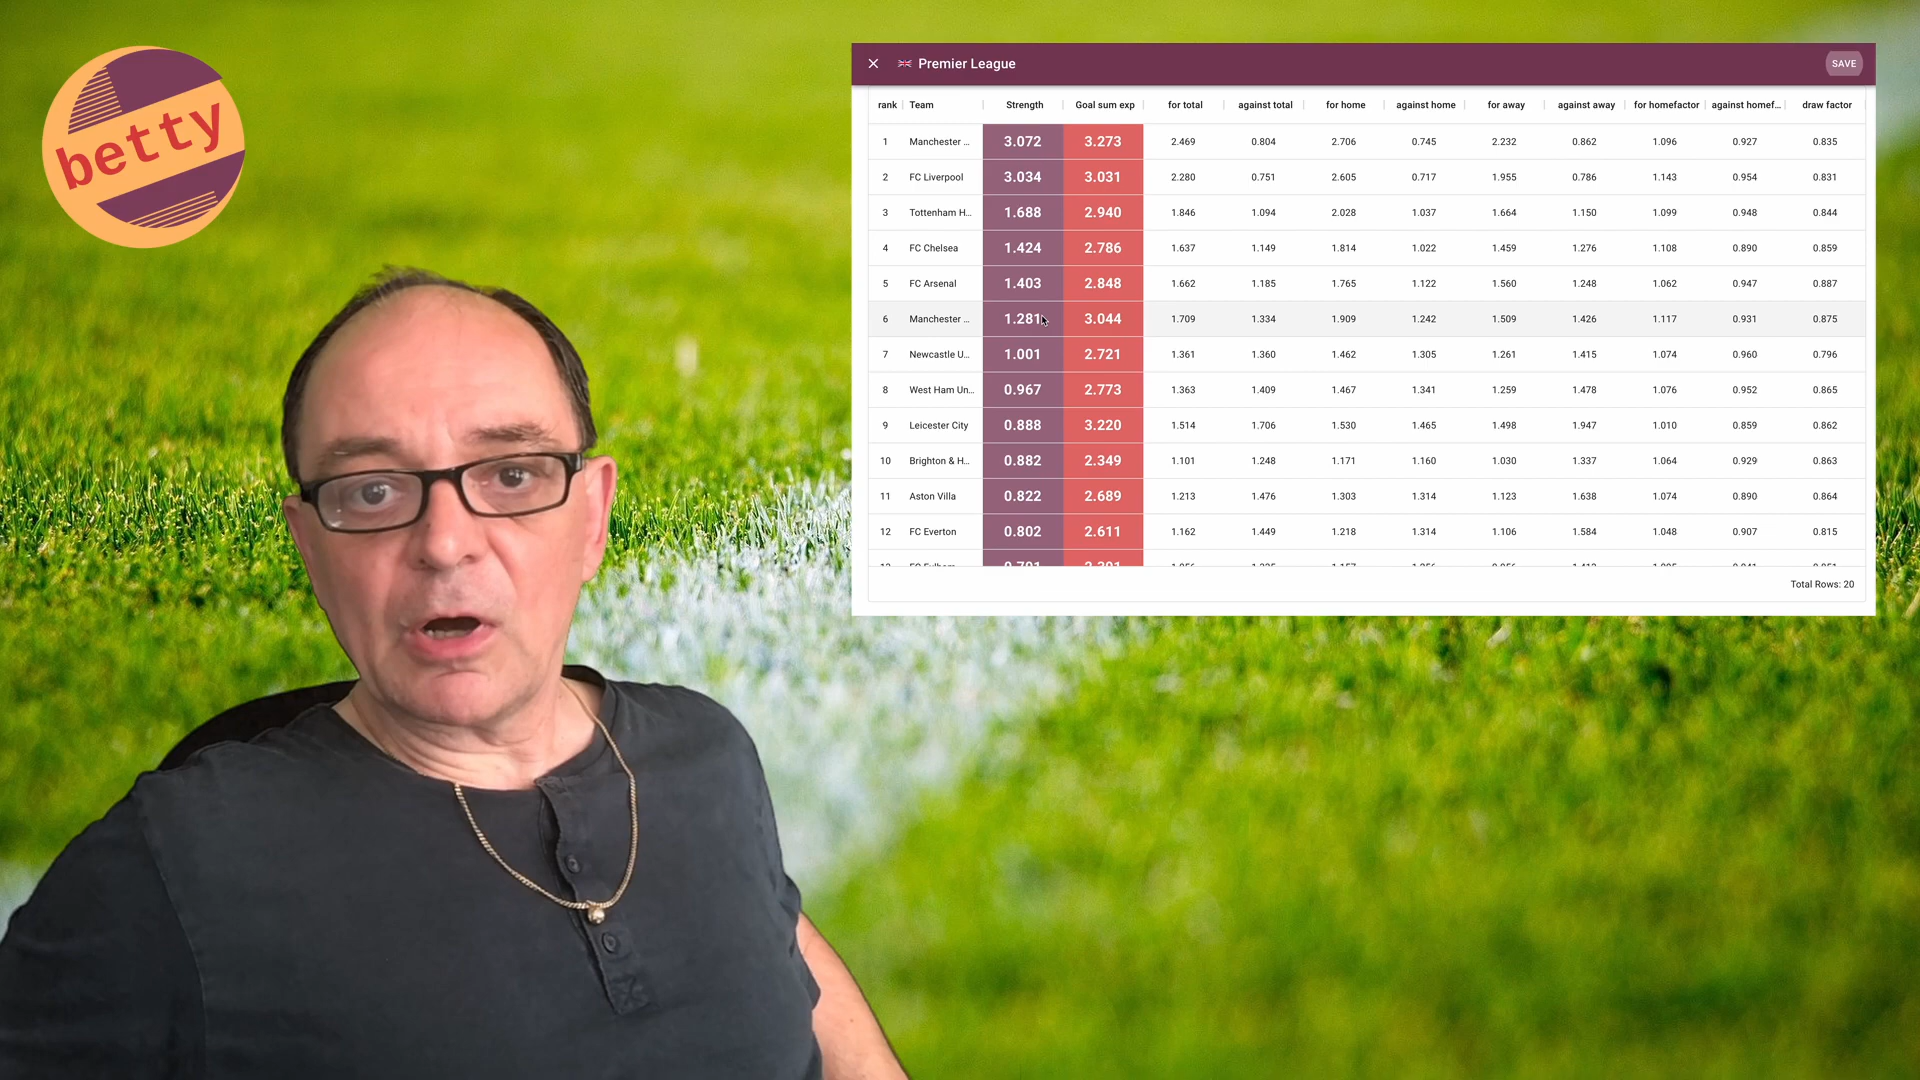 betty
Premier League
SAVE
rank Team Strength Goal sum exp for total against total for home against home for away against away for homefactor against homef... draw factor
1 Manchester ... 3.072 3.273 2.469 0.804 2.706 0.745 2.232 0.862 1.096 0.927 0.835
2 FC Liverpool 3.034 3.031 2.280 0.751 2.605 0.717 1.955 0.786 1.143 0.954 0.831
3 Tottenham H... 1.688 2.940 1.846 1.094 2.028 1.037 1.664 1.150 1.099 0.948 0.844
4 FC Chelsea 1.424 2.786 1.637 1.149 1.814 1.022 1.459 1.276 1.108 0.890 0.859
5 FC Arsenal 1.403 2.848 1.662 1.185 1.765 1.122 1.560 1.248 1.062 0.947 0.887
6 Manchester ... 1.281 3.044 1.709 1.334 1.909 1.242 1.509 1.426 1.117 0.931 0.875
7 Newcastle U... 1.001 2.721 1.361 1.360 1.462 1.305 1.261 1.415 1.074 0.960 0.796
8 West Ham Un... 0.967 2.773 1.363 1.409 1.467 1.341 1.259 1.478 1.076 0.952 0.865
9 Leicester City 0.888 3.220 1.514 1.706 1.530 1.465 1.498 1.947 1.010 0.859 0.862
10 Brighton & H... 0.882 2.349 1.101 1.248 1.171 1.160 1.030 1.337 1.064 0.929 0.863
11 Aston Villa 0.822 2.689 1.213 1.476 1.303 1.314 1.123 1.638 1.074 0.890 0.864
12 FC Everton 0.802 2.611 1.162 1.449 1.218 1.314 1.106 1.584 1.048 0.907 0.815
Total Rows: 20